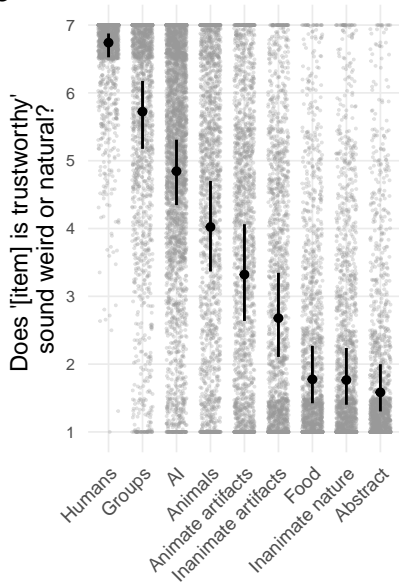 Does '[item] is trustworthy'
sound weird or natural?
7
6
5
4
3
2
1
Humans
Groups
AI
Animals
Animate artifacts
Inanimate artifacts
Food
Inanimate nature
Abstract